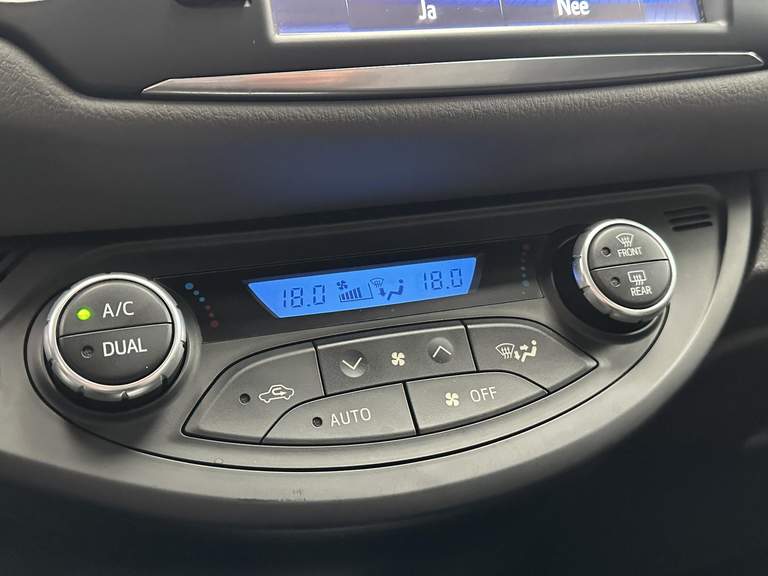 Ja Nee
FRONT
REAR
18.0 18.0
A/C
DUAL
AUTO
OFF